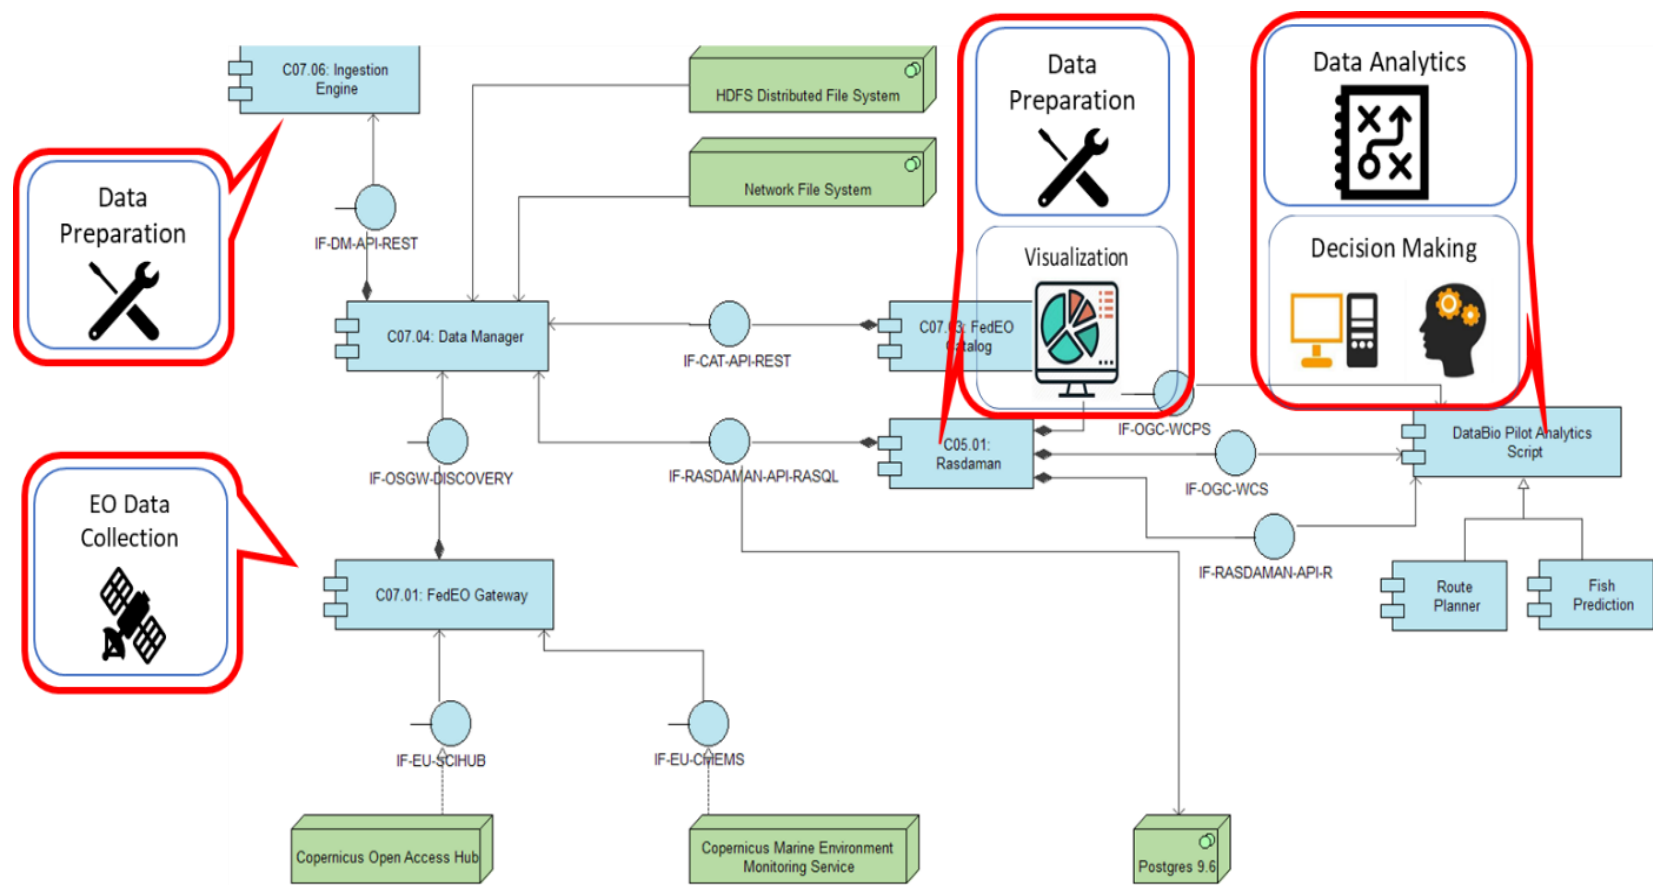 C07.06: Ingestion
Engine
HDFS Distributed File System
Network File System
Data
Preparation
Visualization
Data Analytics
Decision Making
Data
Preparation
IF-DM-API-REST
C07.04: Data Manager
IF-CAT-API-REST
C07.03: FedEO
Catalog
IF-OGC-WCPS
IF-OSGW-DISCOVERY
IF-RASDAMAN-API-RASQL
C05.01:
Rasdaman
IF-OGC-WCS
DataBio Pilot Analytics
Script
EO Data
Collection
IF-RASDAMAN-API-R
C07.01: FedEO Gateway
Route
Planner
Fish
Prediction
IF-EU-SCIHUB
IF-EU-CMEMS
Copernicus Open Access Hub
Copernicus Marine Environment
Monitoring Service
Postgres 9.6